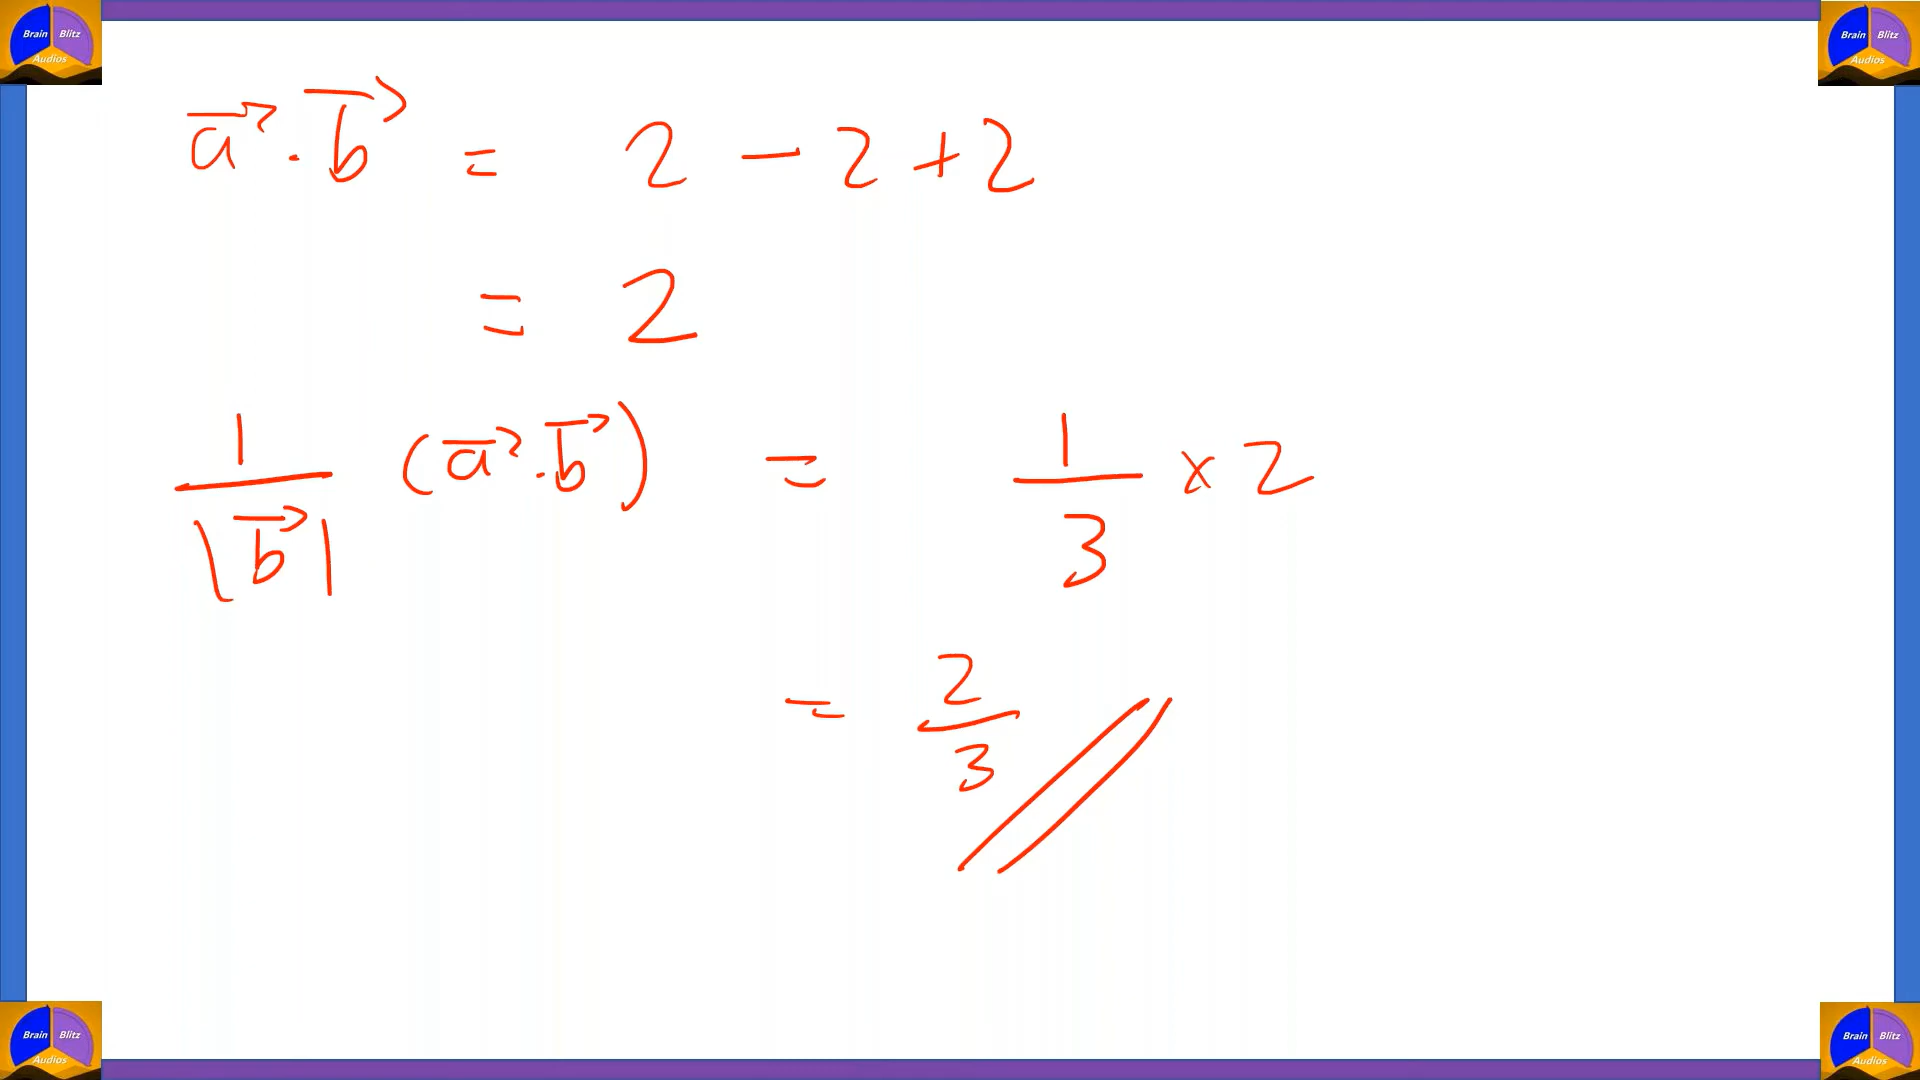 Brain Blitz Audios
Brain Blitz Audios
a⃗ . b⃗ = 2 - 2 + 2
= 2
1/|b⃗| (a⃗ . b⃗) = 1/3 × 2
= 2/3
Brain Blitz Audios
Brain Blitz Audios